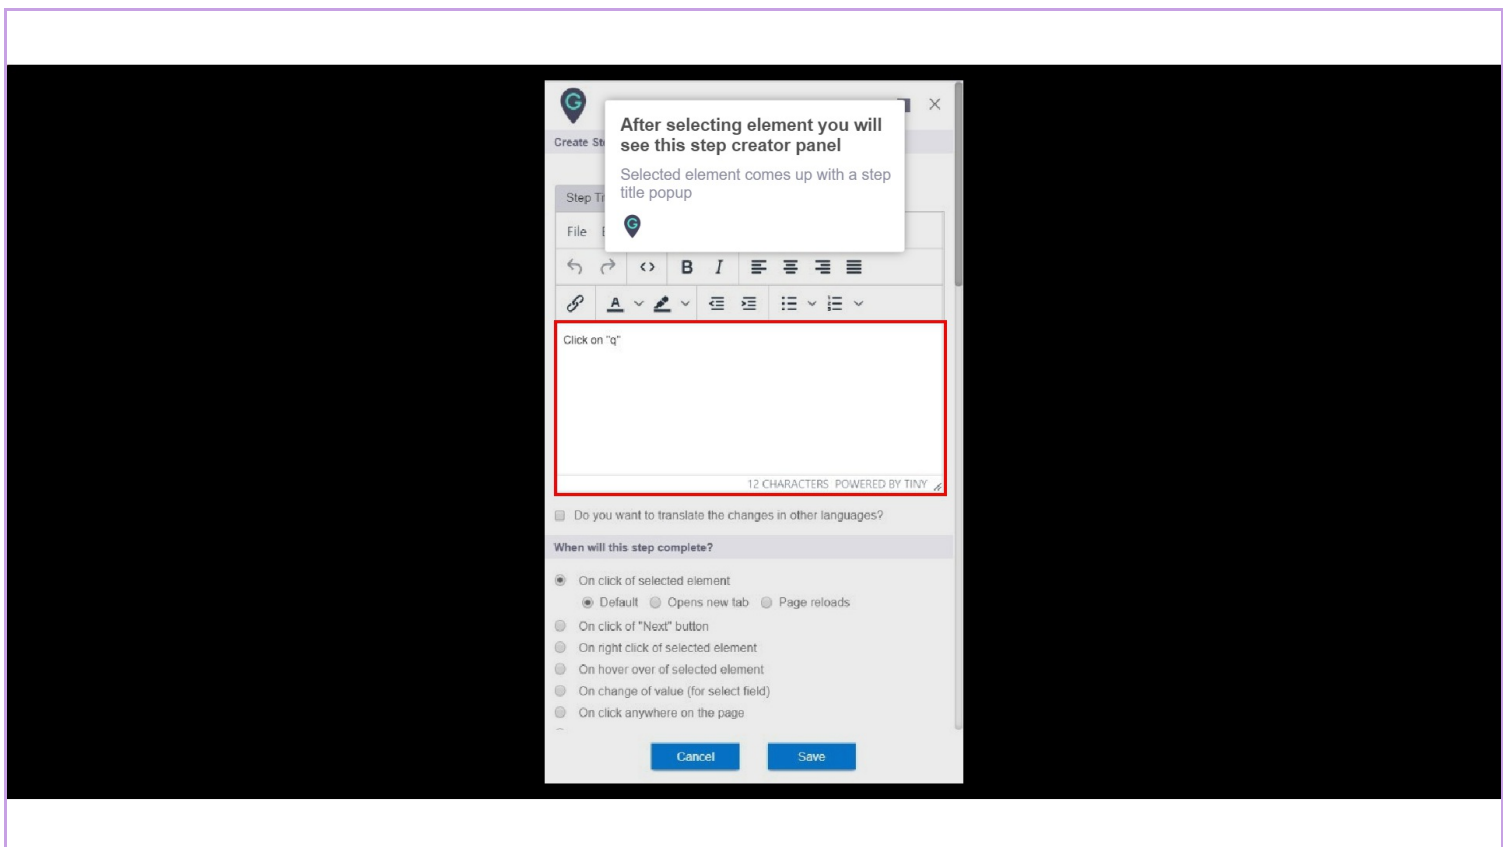 After selecting element you will
see this step creator panel
Selected element comes up with a step
title popup
G
G
Create
Step
File
B I
A
Click on "q"
12 CHARACTERS POWERED BY TINY
Do you want to translate the changes in other languages?
When will this step complete?
On click of selected element
Default Opens new tab Page reloads
On click of "Next" button
On right click of selected element
On hover over of selected element
On change of value (for select field)
On click anywhere on the page
Cancel Save